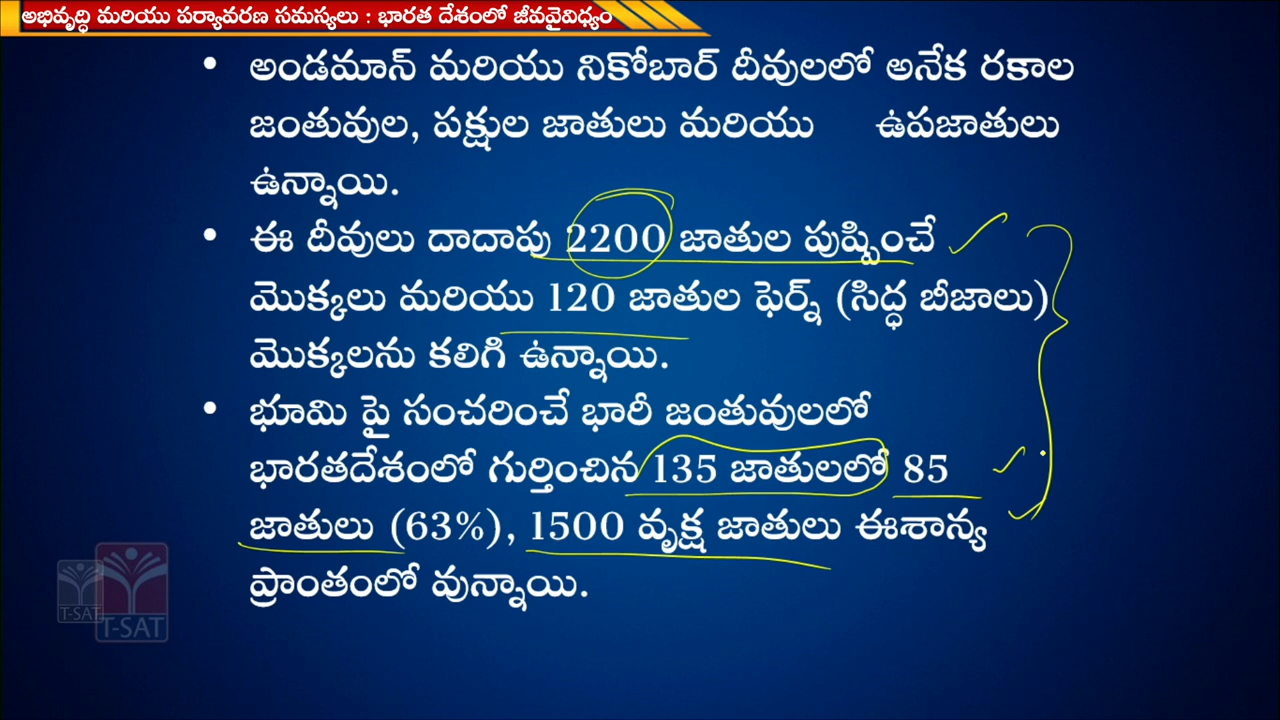 అభివృద్ధి మరియు పర్యావరణ సమస్యలు : భారత దేశంలో జీవవైవిధ్యం
• అండమాన్ మరియు నికోబార్ దీవులలో అనేక రకాల
జంతువుల, పక్షుల జాతులు మరియు ఉపజాతులు
ఉన్నాయి.
• ఈ దీవులు దాదాపు 2200 జాతుల పుష్పించే
మొక్కలు మరియు 120 జాతుల ఫెర్న్ (సిద్ధ బీజాలు)
మొక్కలను కలిగి ఉన్నాయి.
• భూమి పై సంచరించే భారీ జంతువులలో
భారతదేశంలో గుర్తించిన 135 జాతులలో 85
జాతులు (63%), 1500 వృక్ష జాతులు ఈశాన్య
ప్రాంతంలో వున్నాయి.
T-SAT
T-SAT